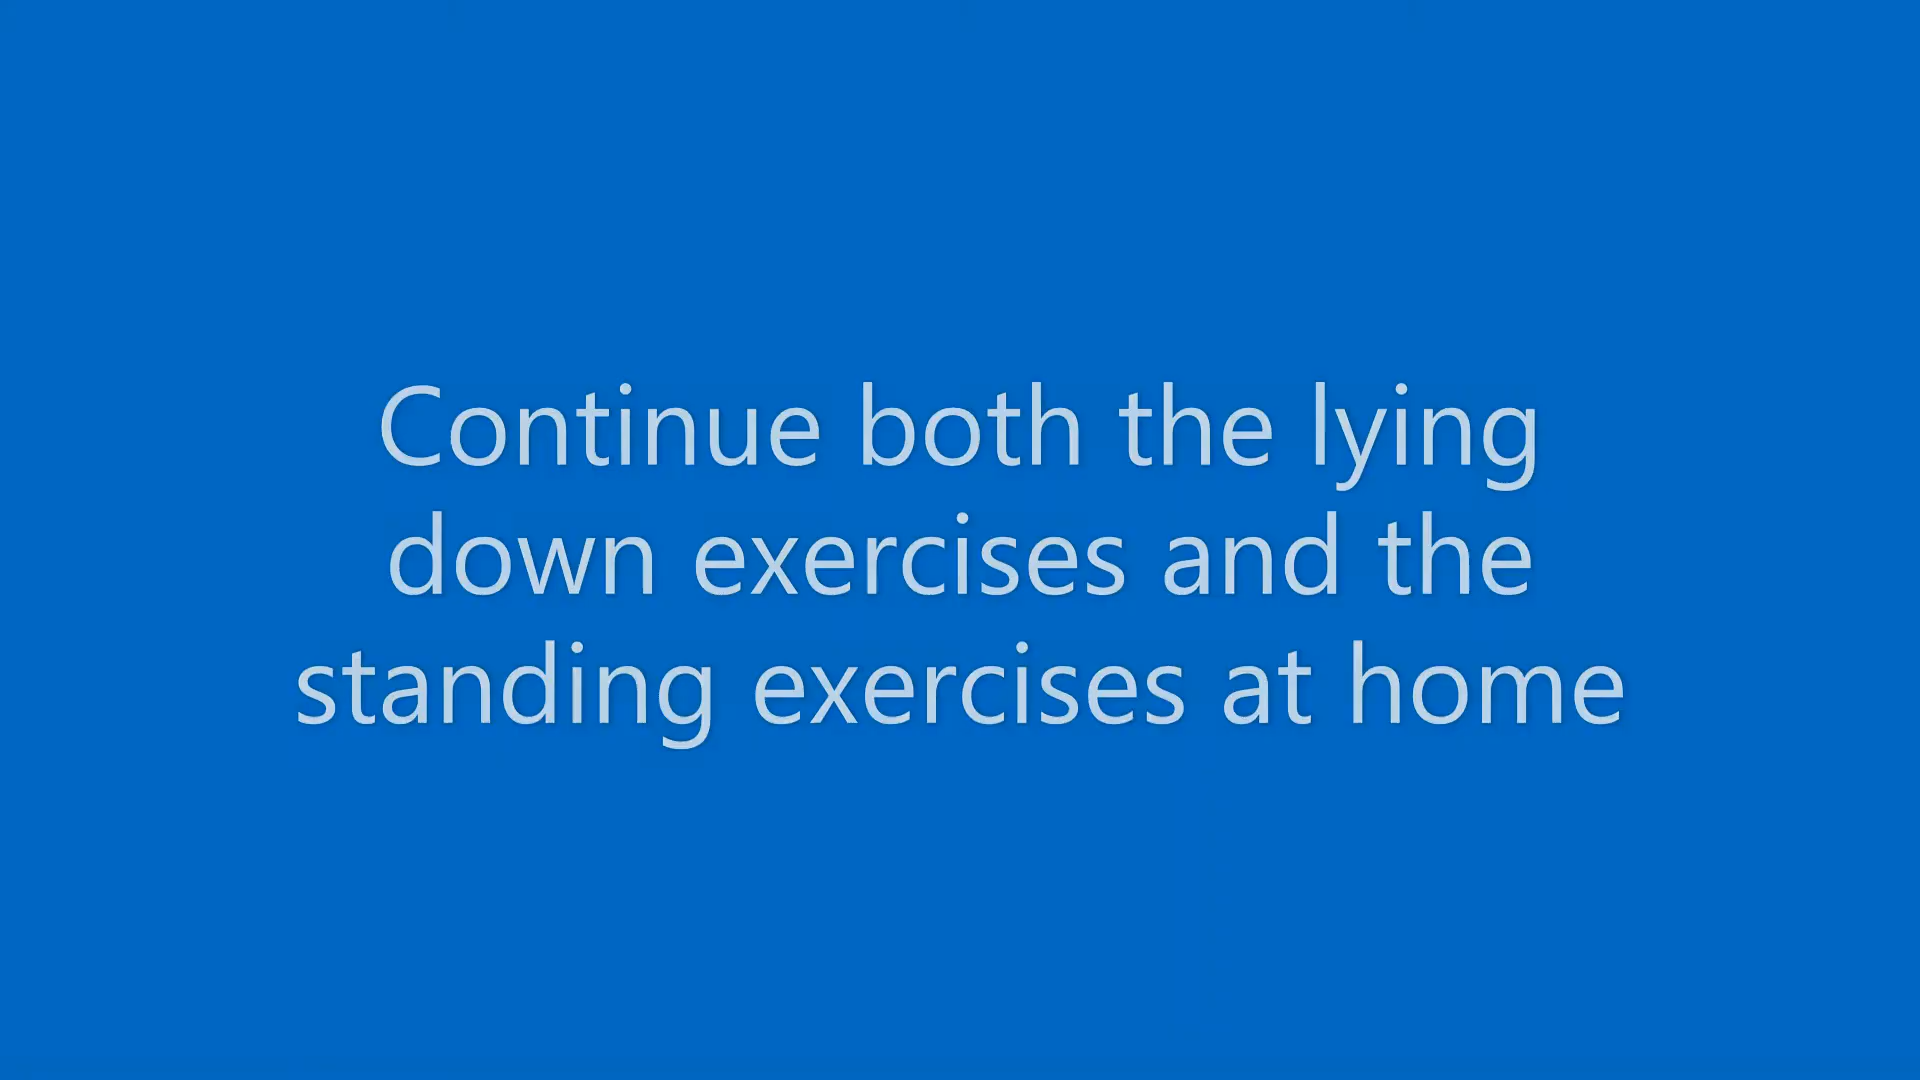 Continue both the lying
down exercises and the
standing exercises at home